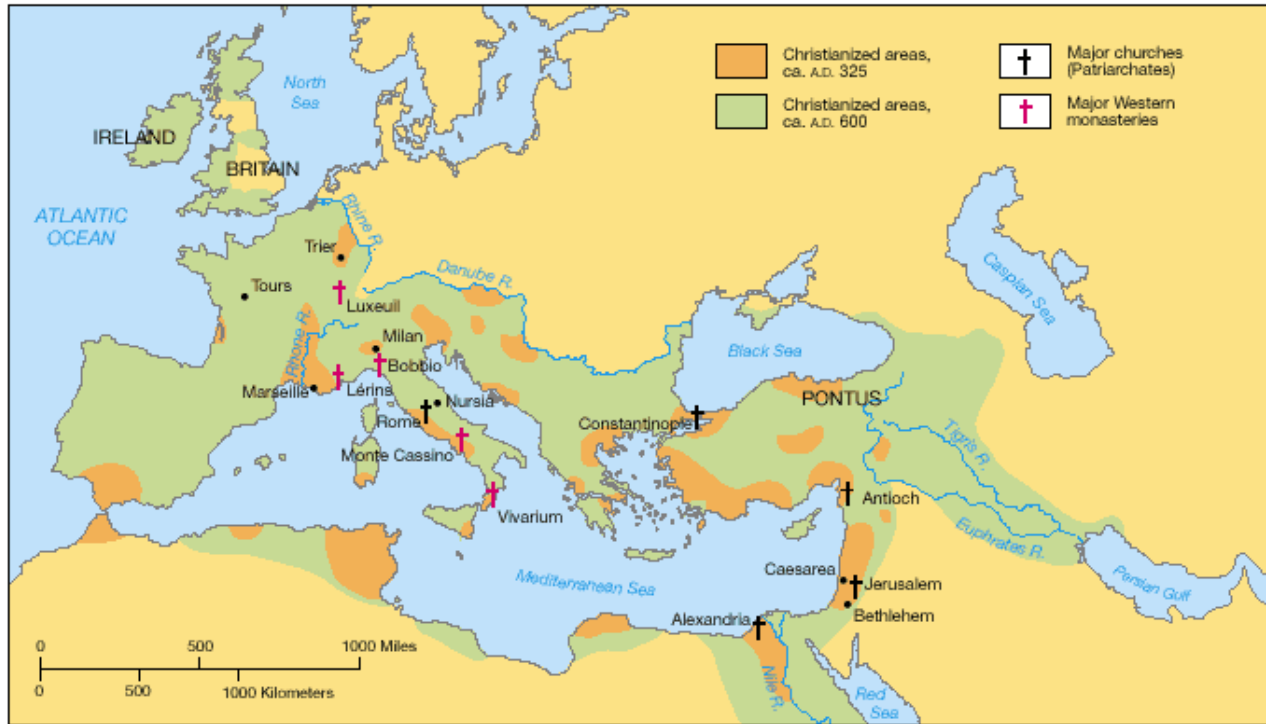 Christianized areas,
ca. A.D. 325
Major churches
(Patriarchates)
Christianized areas,
ca. A.D. 600
Major Western
monasteries
North
Sea
IRELAND
BRITAIN
ATLANTIC
OCEAN
Rhine R.
Trier
Danube R.
Caspian Sea
Tours
Luxeuil
Rhone R.
Milan
Black Sea
Bobbio
Marseille
Lérins
Nursia
PONTUS
Rome
Constantinople
Tigris R.
Monte Cassino
Antioch
Vivarium
Euphrates R.
Mediterranean Sea
Caesarea
Jerusalem
Persian Gulf
Alexandria
Bethlehem
Nile R.
Red
Sea
0 500 1000 Miles
0 500 1000 Kilometers